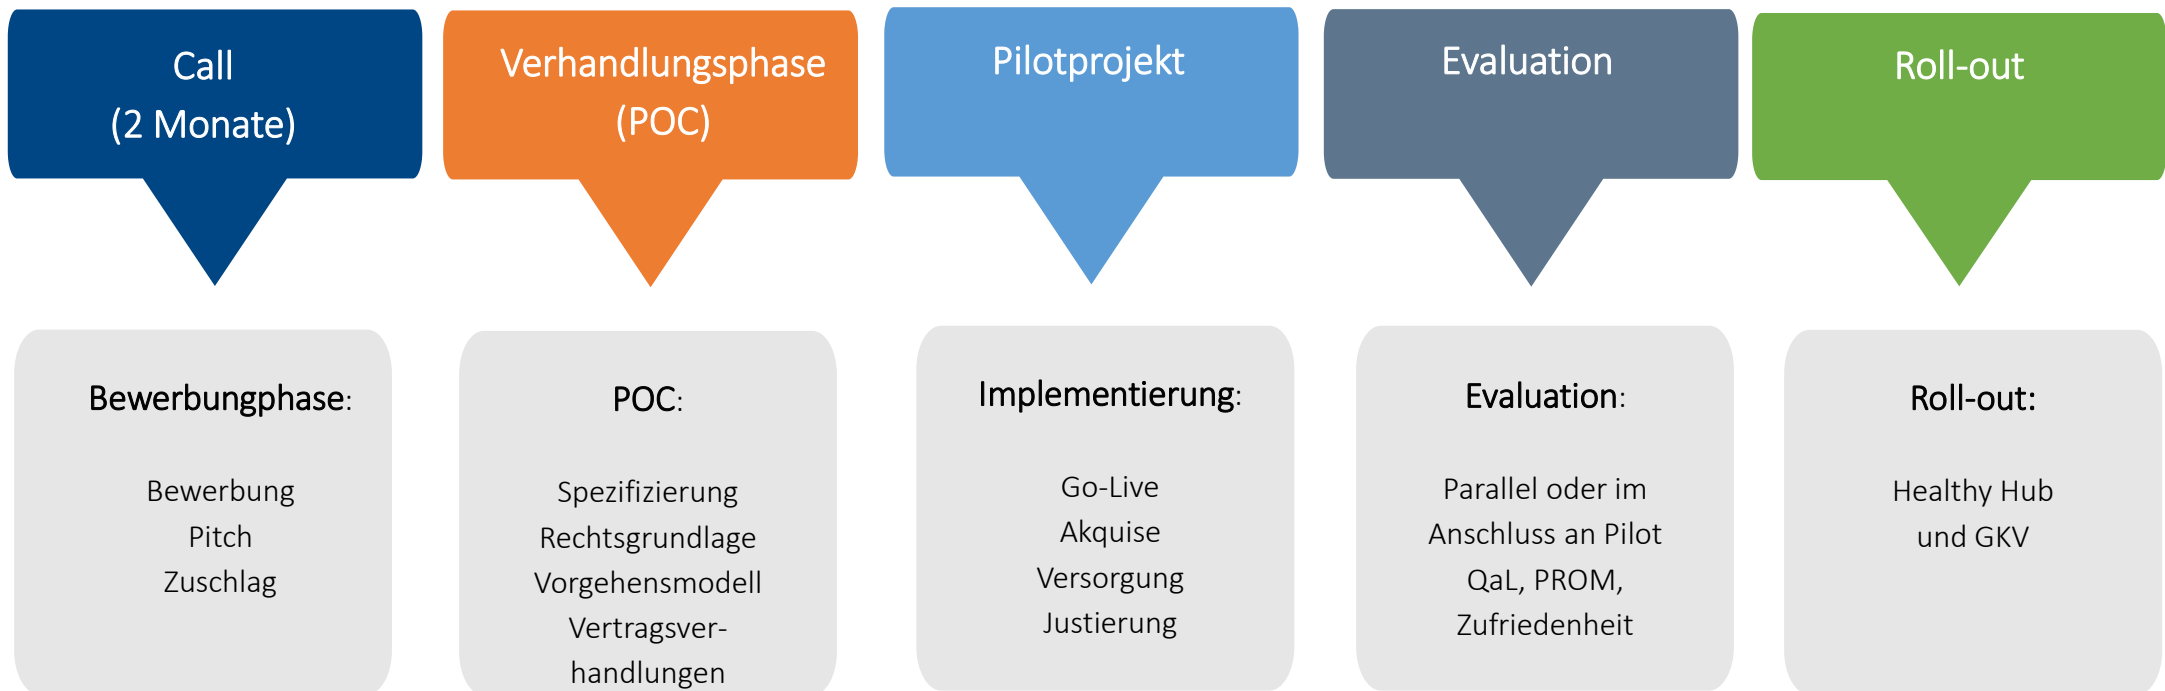 Call
(2 Monate)
Verhandlungsphase
(POC)
Pilotprojekt
Evaluation
Roll-out
Bewerbungphase:
Bewerbung
Pitch
Zuschlag
POC:
Spezifizierung
Rechtsgrundlage
Vorgehensmodell
Vertragsver-
handlungen
Implementierung:
Go-Live
Akquise
Versorgung
Justierung
Evaluation:
Parallel oder im
Anschluss an Pilot
QaL, PROM,
Zufriedenheit
Roll-out:
Healthy Hub
und GKV